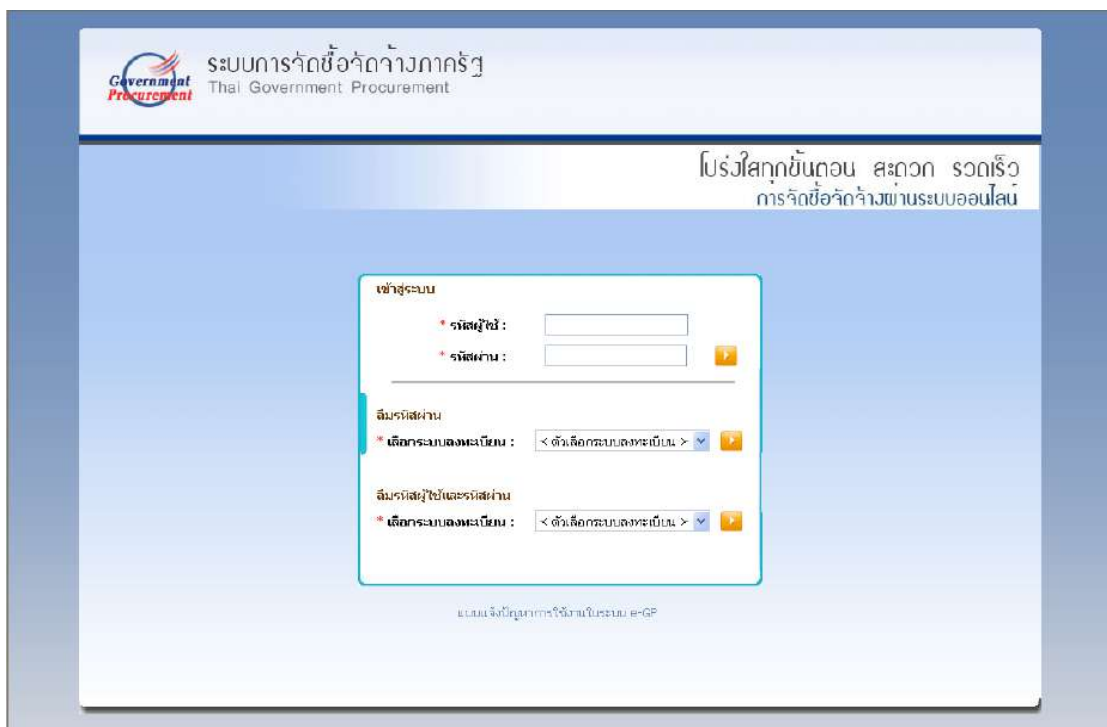 Government
Procurement
ระบบการจัดซื้อจัดจ้างภาครัฐ
Thai Government Procurement
โปร่งใสทุกขั้นตอน สะดวก รวดเร็ว
การจัดซื้อจัดจ้างผ่านระบบออนไลน์
เข้าสู่ระบบ
* รหัสผู้ใช้ :
* รหัสผ่าน :
ลืมรหัสผ่าน
* เลือกระบบลงทะเบียน : < ตัวเลือกระบบลงทะเบียน >
ลืมรหัสผู้ใช้และรหัสผ่าน
* เลือกระบบลงทะเบียน : < ตัวเลือกระบบลงทะเบียน >
แบบแจ้งปัญหาการใช้งานในระบบ e-GP